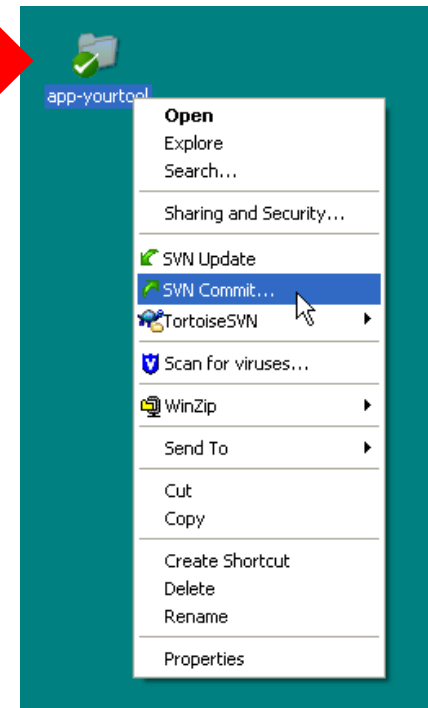 app-yourtool
Open
Explore
Search...
Sharing and Security...
SVN Update
SVN Commit...
TortoiseSVN
Scan for viruses...
WinZip
Send To
Cut
Copy
Create Shortcut
Delete
Rename
Properties